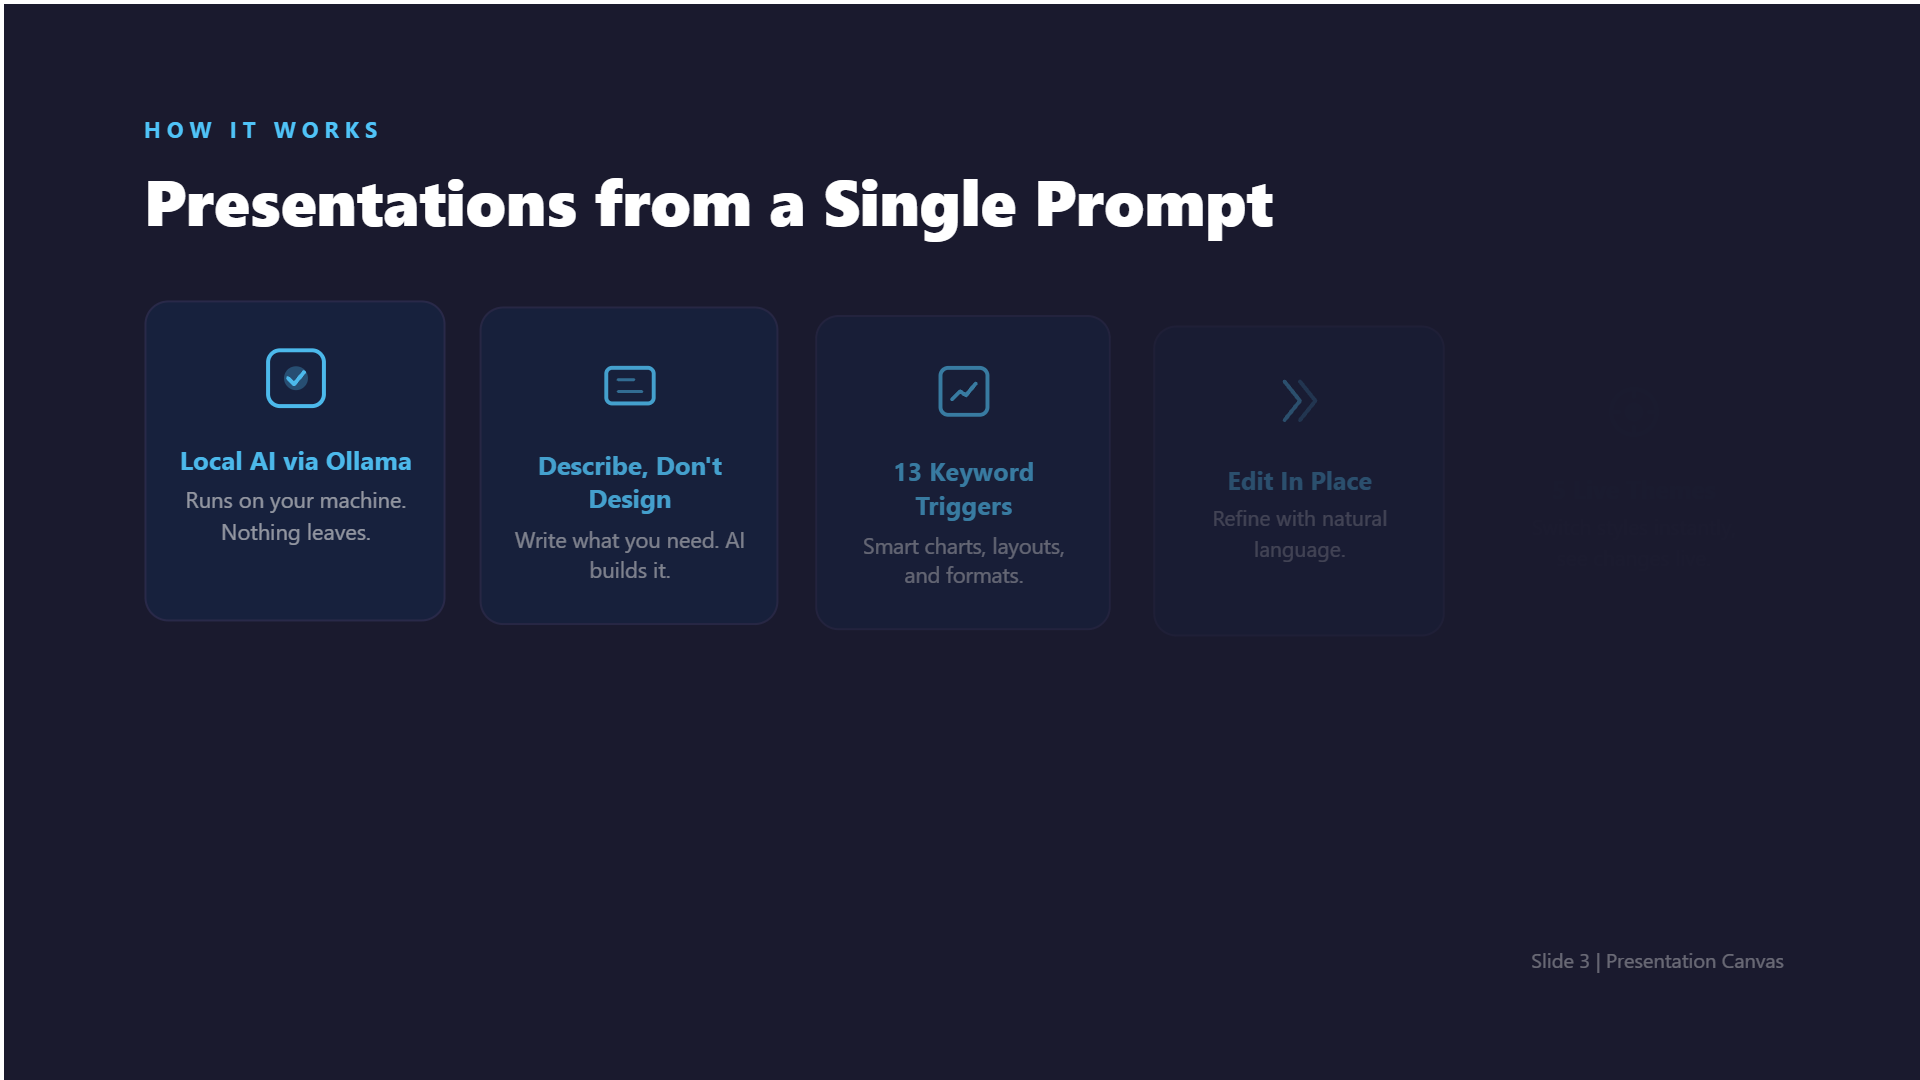 HOW IT WORKS
Presentations from a Single Prompt
Local AI via Ollama
Runs on your machine.
Nothing leaves.
Describe, Don't
Design
Write what you need. AI
builds it.
13 Keyword
Triggers
Smart charts, layouts,
and formats.
Edit In Place
Refine with natural
language.
Slide 3 | Presentation Canvas